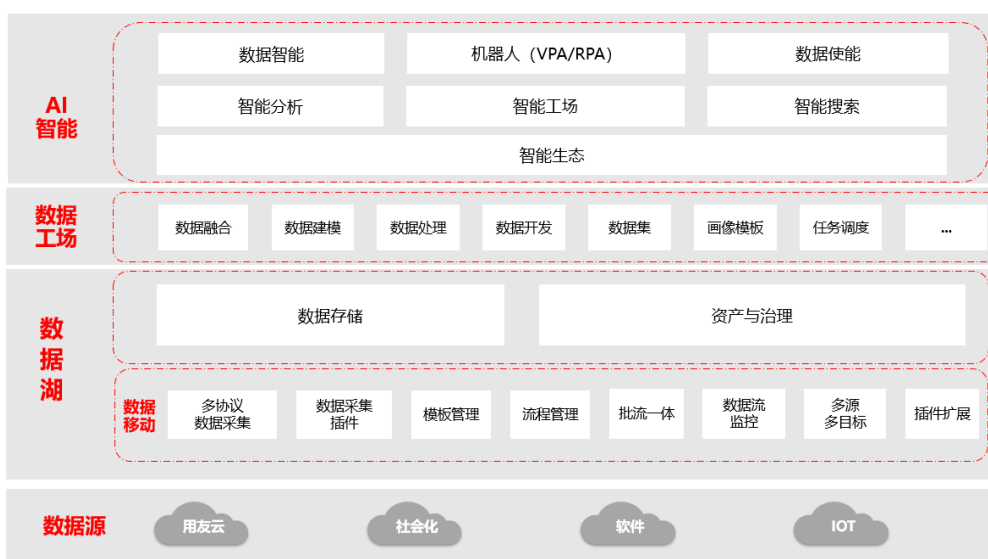 AI
智能
数据智能
机器人（VPA/RPA）
数据使能
智能分析
智能工场
智能搜索
智能生态
数据
工场
数据融合
数据建模
数据处理
数据开发
数据集
画像模板
任务调度
...
数
据
湖
数据存储
资产与治理
数据
移动
多协议
数据采集
数据采集
插件
模板管理
流程管理
批流一体
数据流
监控
多源
多目标
插件扩展
数据源
用友云
社会化
软件
IOT